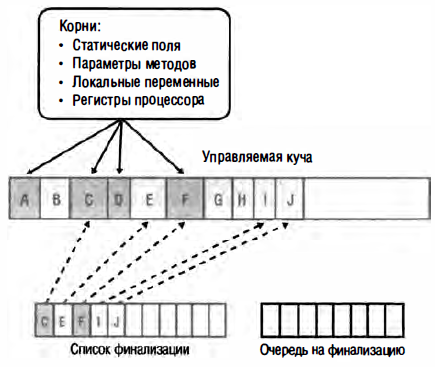 Корни:
• Статические поля
• Параметры методов
• Локальные переменные
• Регистры процессора
Управляемая куча
A B C D E F G H I J
C E F I J
Список финализации
Очередь на финализацию